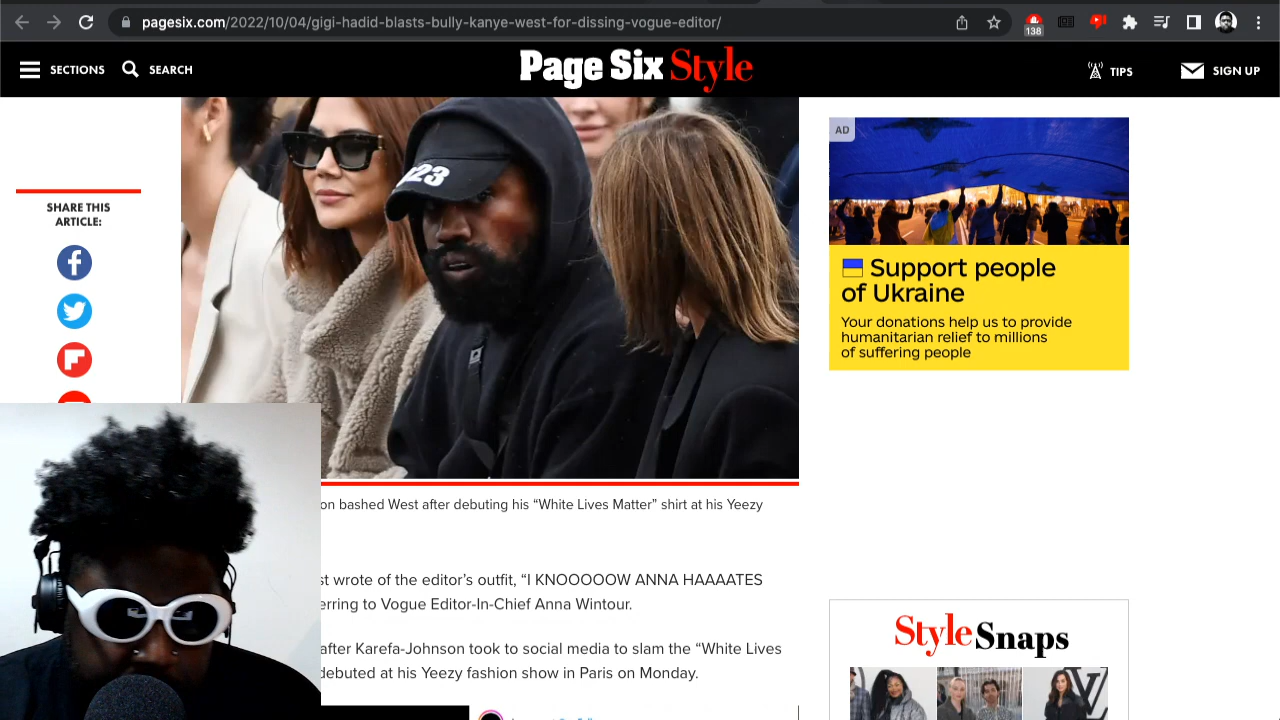 pagesix.com/2022/10/04/gigi-hadid-blasts-bully-kanye-west-for-dissing-vogue-editor/
138
SECTIONS
SEARCH
Page Six Style
TIPS
SIGN UP
SHARE THIS
ARTICLE:
23
AD
Support people
of Ukraine
Your donations help us to provide
humanitarian relief to millions
of suffering people
on bashed West after debuting his “White Lives Matter” shirt at his Yeezy
st wrote of the editor’s outfit, “I KNOOOOOW ANNA HAAAATES
erring to Vogue Editor-In-Chief Anna Wintour.
after Karefa-Johnson took to social media to slam the “White Lives
debuted at his Yeezy fashion show in Paris on Monday.
Style Snaps